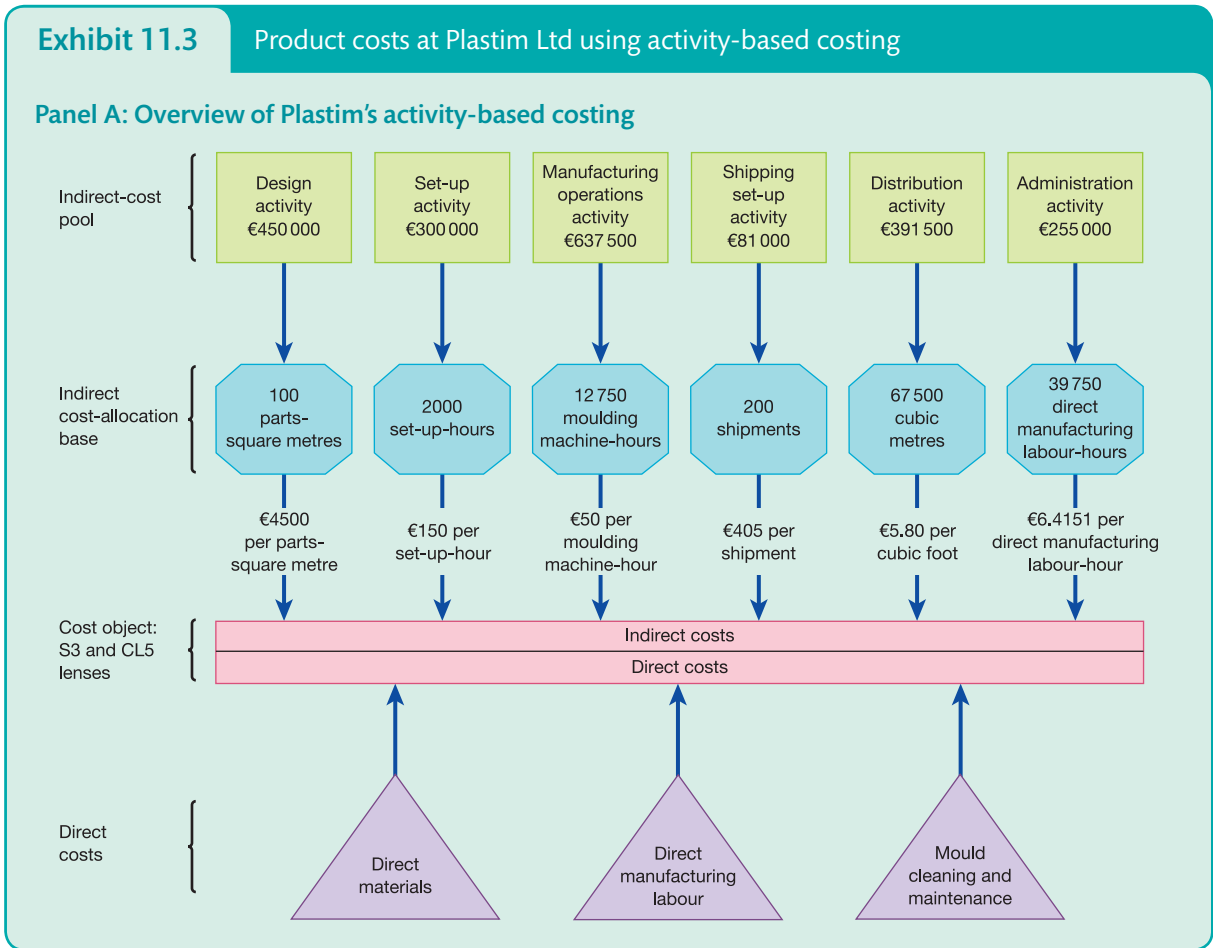 Exhibit 11.3
Product costs at Plastim Ltd using activity-based costing
Panel A: Overview of Plastim's activity-based costing
Indirect-cost
pool
Design
activity
€450 000
Set-up
activity
€300 000
Manufacturing
operations
activity
€637 500
Shipping
set-up
activity
€81 000
Distribution
activity
€391 500
Administration
activity
€255 000
Indirect
cost-allocation
base
100
parts-
square metres
2000
set-up-hours
12 750
moulding
machine-hours
200
shipments
67 500
cubic
metres
39 750
direct
manufacturing
labour-hours
€4500
per parts-
square metre
€150 per
set-up-hour
€50 per
moulding
machine-hour
€405 per
shipment
€5.80 per
cubic foot
€6.4151 per
direct manufacturing
labour-hour
Cost object:
S3 and CL5
lenses
Indirect costs
Direct costs
Direct
costs
Direct
materials
Direct
manufacturing
labour
Mould
cleaning and
maintenance